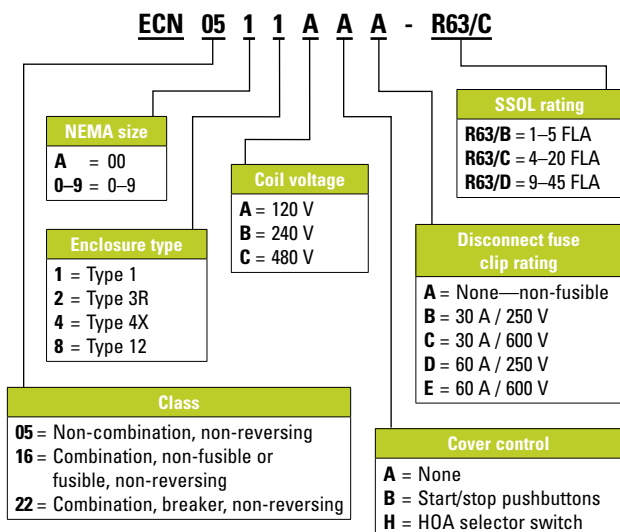 ECN 05 1 1 A A A - R63/C
NEMA size
A = 00
0–9 = 0–9
Enclosure type
1 = Type 1
2 = Type 3R
4 = Type 4X
8 = Type 12
Class
05 = Non-combination, non-reversing
16 = Combination, non-fusible or
fusible, non-reversing
22 = Combination, breaker, non-reversing
Coil voltage
A = 120 V
B = 240 V
C = 480 V
SSOL rating
R63/B = 1–5 FLA
R63/C = 4–20 FLA
R63/D = 9–45 FLA
Disconnect fuse
clip rating
A = None—non-fusible
B = 30 A / 250 V
C = 30 A / 600 V
D = 60 A / 250 V
E = 60 A / 600 V
Cover control
A = None
B = Start/stop pushbuttons
H = HOA selector switch